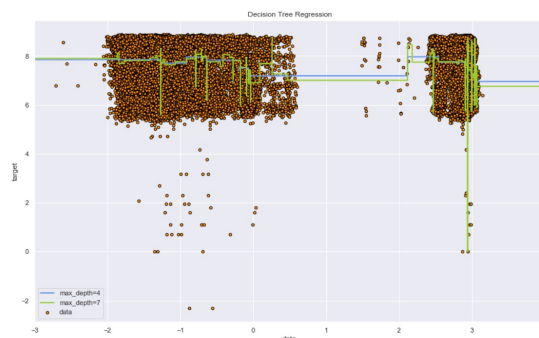 Decision Tree Regression
target
8
6
4
2
0
−2
max_depth=4
max_depth=7
data
−3 −2 −1 0 1 2 3
data